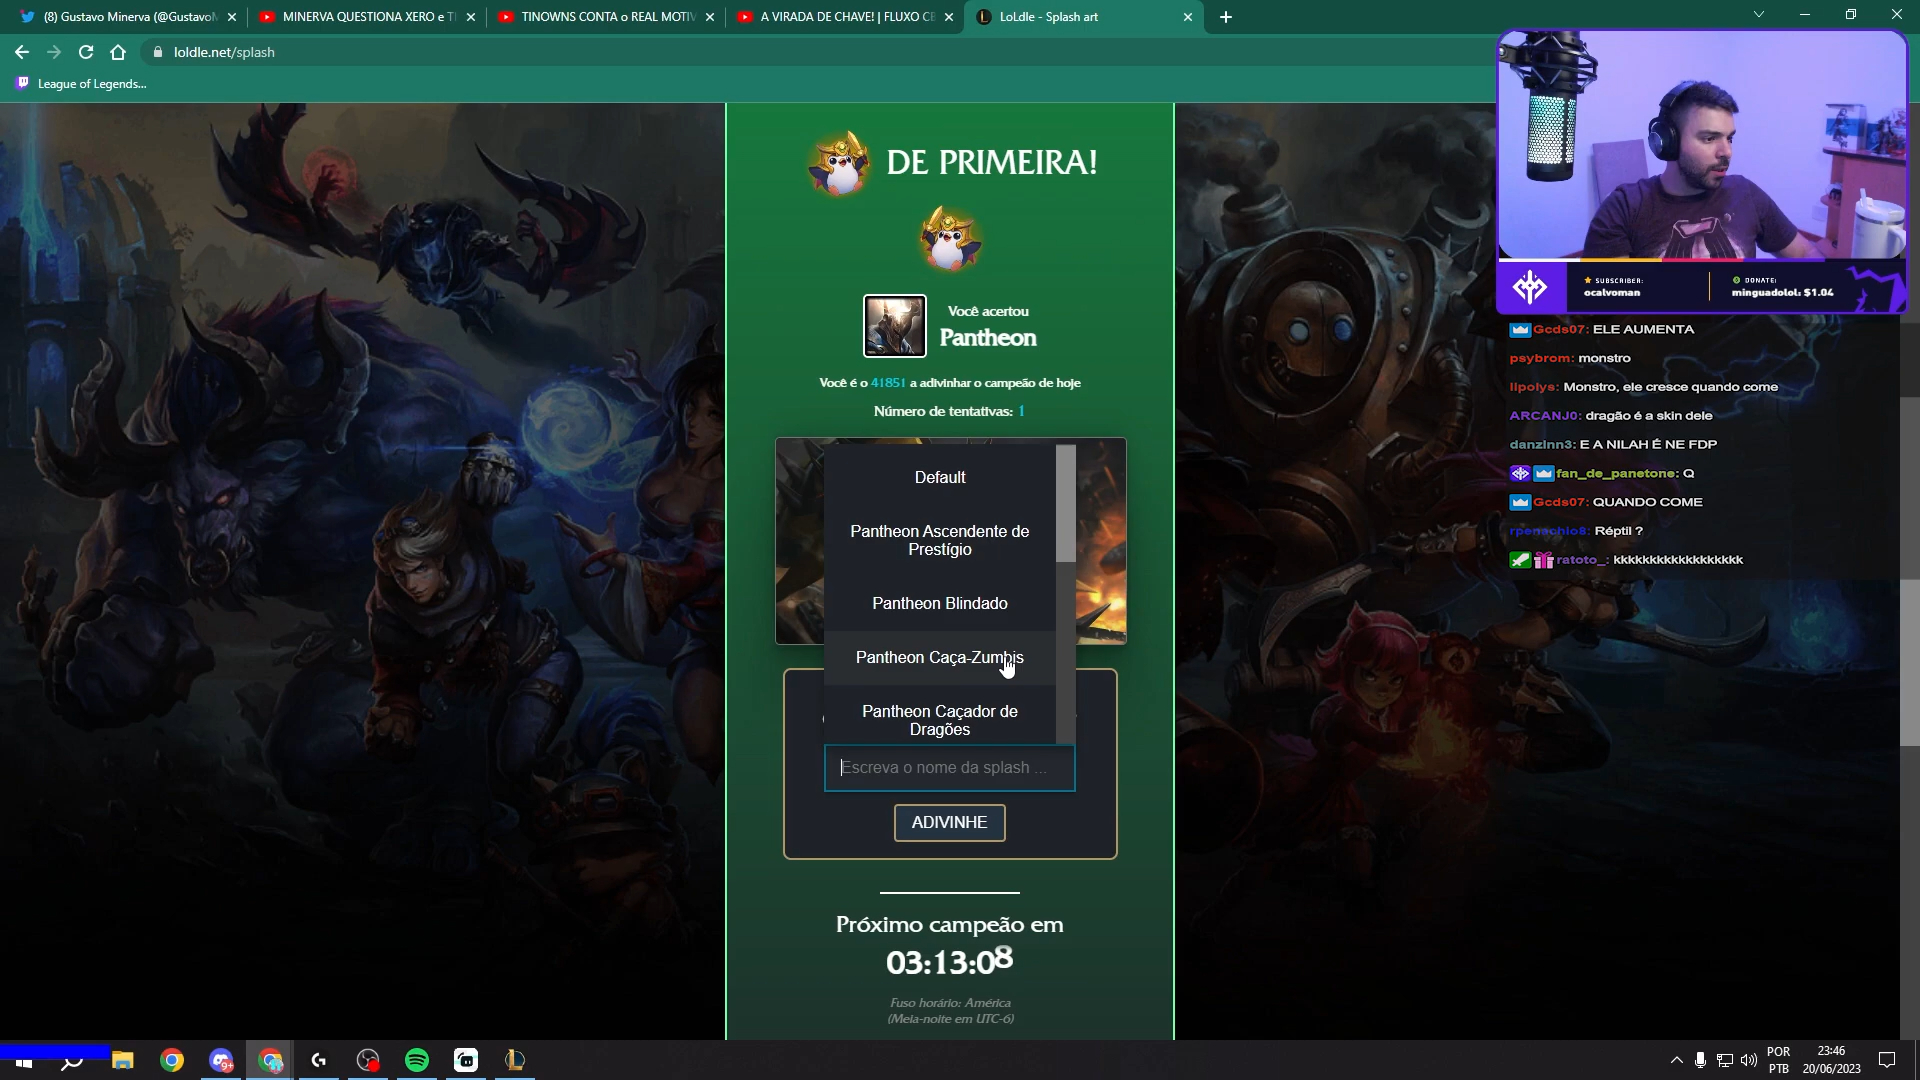 (8) Gustavo Minerva (@GustavoM
MINERVA QUESTIONA XERO e TI
TINOWNS CONTA o REAL MOTIV
A VIRADA DE CHAVE! | FLUXO CB
LoLdle - Splash art
loldle.net/splash
League of Legends...
DE PRIMEIRA!
Você acertou
Pantheon
Você é o 41851 a adivinhar o campeão de hoje
Número de tentativas: 1
Default
Pantheon Ascendente de
Prestígio
Pantheon Blindado
Pantheon Caça-Zumbis
Pantheon Caçador de
Dragões
Escreva o nome da splash ...
ADIVINHE
Próximo campeão em
03:13:08
Fuso horário: América
(Meia-noite em UTC-6)
SUBSCRIBER:
ocalvoman
DONATE:
minguadolol: $1.04
Gcds07: ELE AUMENTA
psybrom: monstro
lipolys: Monstro, ele cresce quando come
ARCANJ0: dragão é a skin dele
danzinn3: E A NILAH É NE FDP
fan_de_panetone: Q
Gcds07: QUANDO COME
Réptil ?
ratoto_: kkkkkkkkkkkkkkkkkk
9+
POR
PTB
23:46
20/06/2023